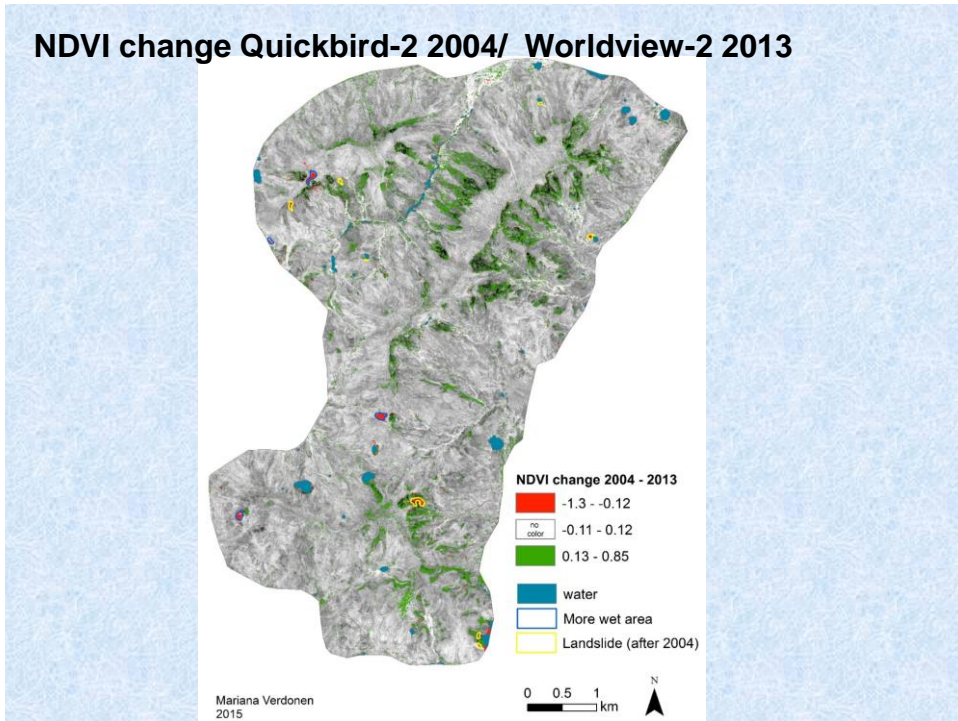 NDVI change Quickbird-2 2004/ Worldview-2 2013
NDVI change 2004 - 2013
-1.3 - -0.12
no
color
-0.11 - 0.12
0.13 - 0.85
water
More wet area
Landslide (after 2004)
N
0 0.5 1
km
Mariana Verdonen
2015